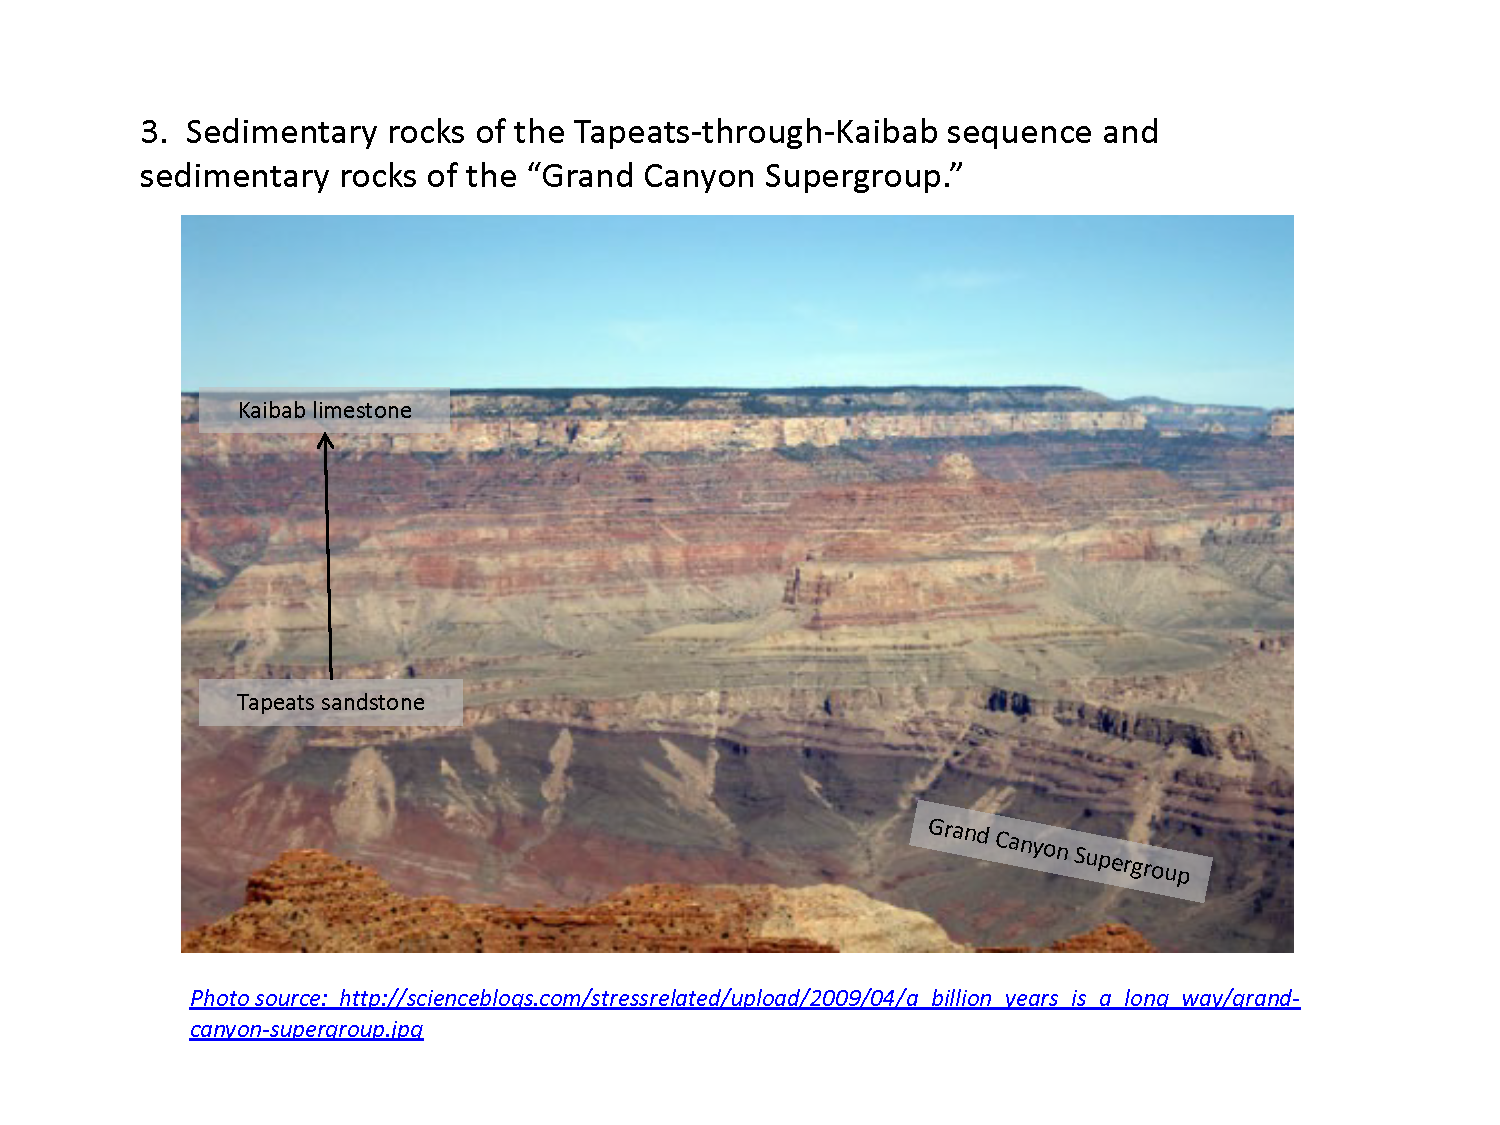 3.  Sedimentary rocks of the Tapeats-through-Kaibab sequence and
sedimentary rocks of the “Grand Canyon Supergroup.”
Kaibab limestone
Tapeats sandstone
Grand Canyon Supergroup
Photo source:  http://scienceblogs.com/stressrelated/upload/2009/04/a_billion_years_is_a_long_way/grand-
canyon-supergroup.jpg